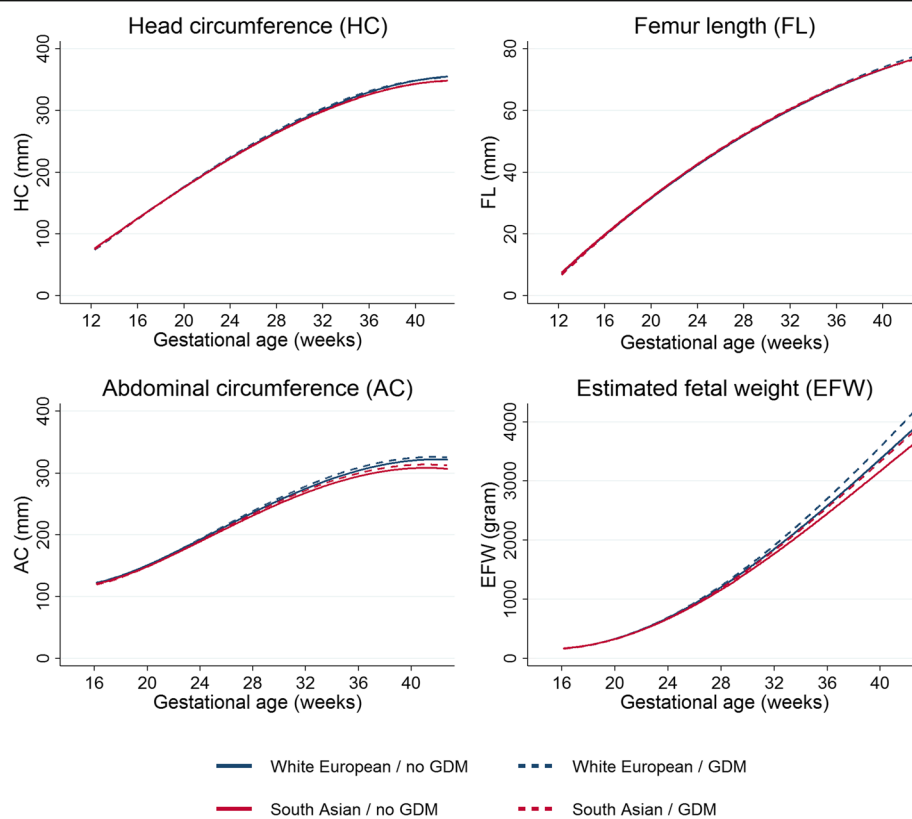 Head circumference (HC)
HC (mm)
400
300
200
100
0
12 16 20 24 28 32 36 40
Gestational age (weeks)
Femur length (FL)
FL (mm)
80
60
40
20
0
12 16 20 24 28 32 36 40
Gestational age (weeks)
Abdominal circumference (AC)
AC (mm)
400
300
200
100
0
16 20 24 28 32 36 40
Gestational age (weeks)
Estimated fetal weight (EFW)
EFW (gram)
4000
3000
2000
1000
0
16 20 24 28 32 36 40
Gestational age (weeks)
White European / no GDM
White European / GDM
South Asian / no GDM
South Asian / GDM